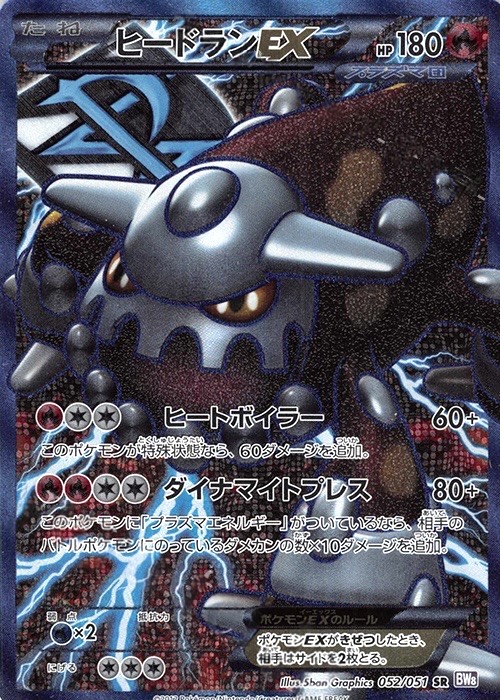 たね
ヒードランEX
HP180
プラズマ団
ヒートボイラー 60+
このポケモンが特殊状態なら、60ダメージを追加。
ダイナマイトプレス 80+
このポケモンに「プラズマエネルギー」がついているなら、相手の
バトルポケモンにのっているダメカンの数×10ダメージを追加。
弱点 抵抗力
×2
ポケモンEXのルール
ポケモンEXがきぜつしたとき、
相手はサイドを2枚とる。
にげる
Illus. 5ban Graphics 052/051 SR BW8
©2012 Pokémon/Nintendo/Creatures/GAME FREAK